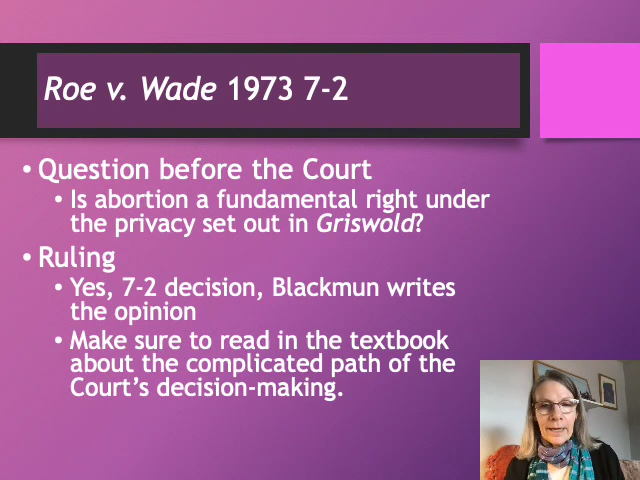 Roe v. Wade 1973 7-2
• Question before the Court
• Is abortion a fundamental right under
the privacy set out in Griswold?
• Ruling
• Yes, 7-2 decision, Blackmun writes
the opinion
• Make sure to read in the textbook
about the complicated path of the
Court's decision-making.